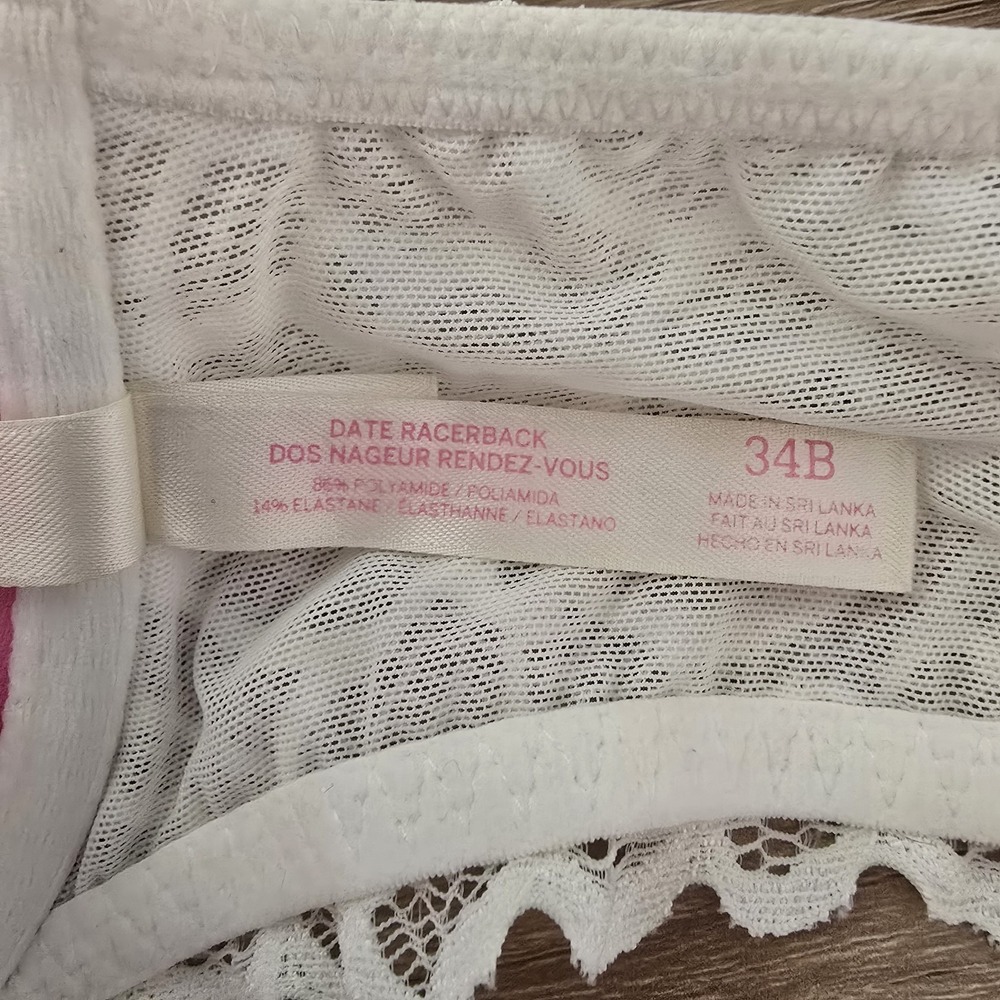 DATE RACERBACK
DOS NAGEUR RENDEZ-VOUS
86% POLYAMIDE / POLIAMIDA
14% ELASTANE / ÉLASTHANNE / ELASTANO
34B
MADE IN SRI LANKA
FAIT AU SRI LANKA
HECHO EN SRI LANKA